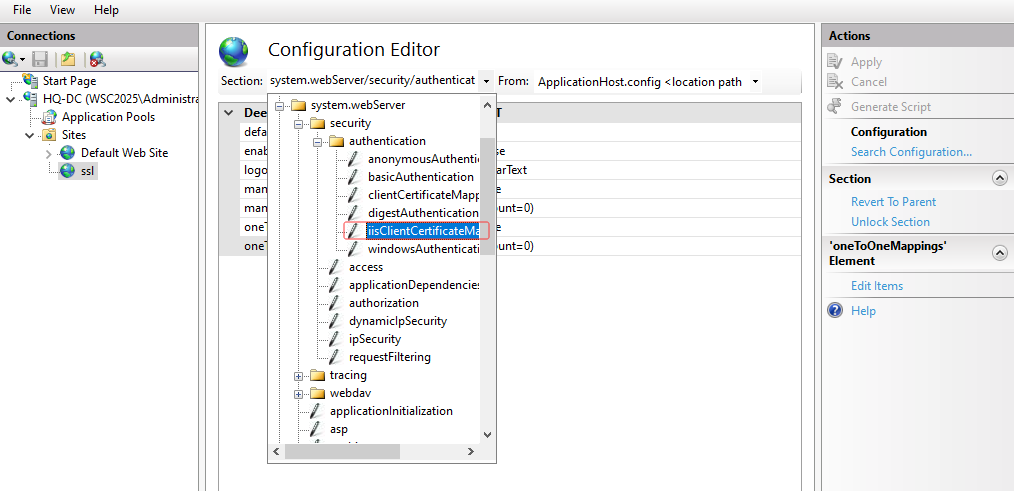 File View Help
Connections
Start Page
HQ-DC (WSC2025\Administra
Application Pools
Sites
Default Web Site
ssl
Configuration Editor
Section: system.webServer/security/authenticat From: ApplicationHost.config <location path
Dee T
defa
enab se
logo arText
man e
man ount=0)
oneT e
oneT ount=0)
system.webServer
security
authentication
anonymousAuthenti
basicAuthentication
clientCertificateMapp
digestAuthentication
iisClientCertificateMa
windowsAuthenticati
access
applicationDependencies
authorization
dynamicIpSecurity
ipSecurity
requestFiltering
tracing
webdav
applicationInitialization
asp
Actions
Apply
Cancel
Generate Script
Configuration
Search Configuration...
Section
Revert To Parent
Unlock Section
'oneToOneMappings'
Element
Edit Items
Help